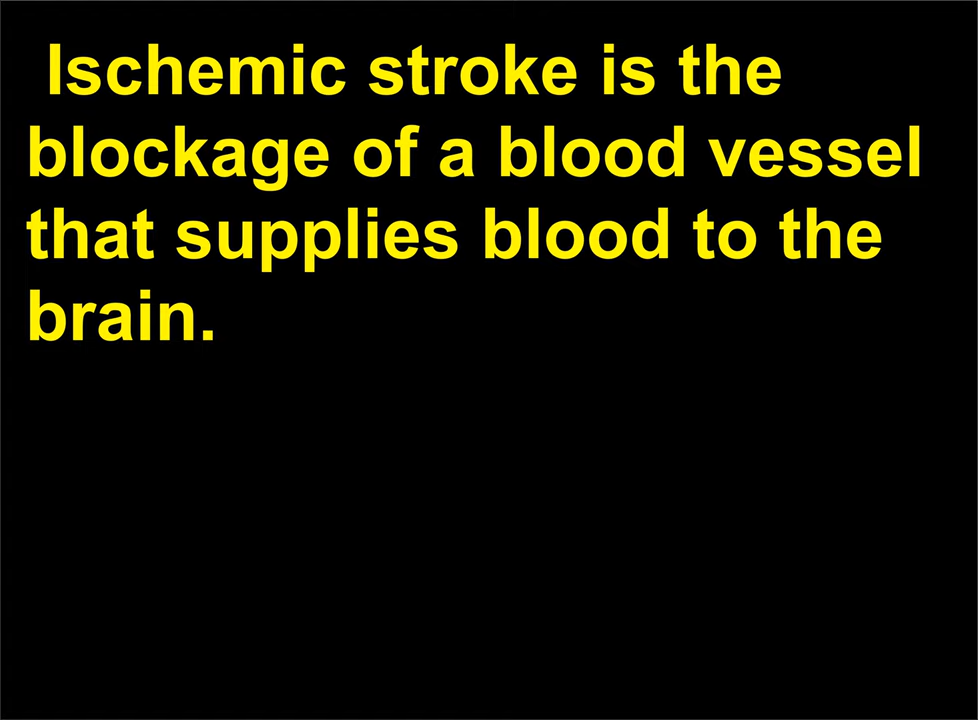 Ischemic stroke is the
blockage of a blood vessel
that supplies blood to the
brain.